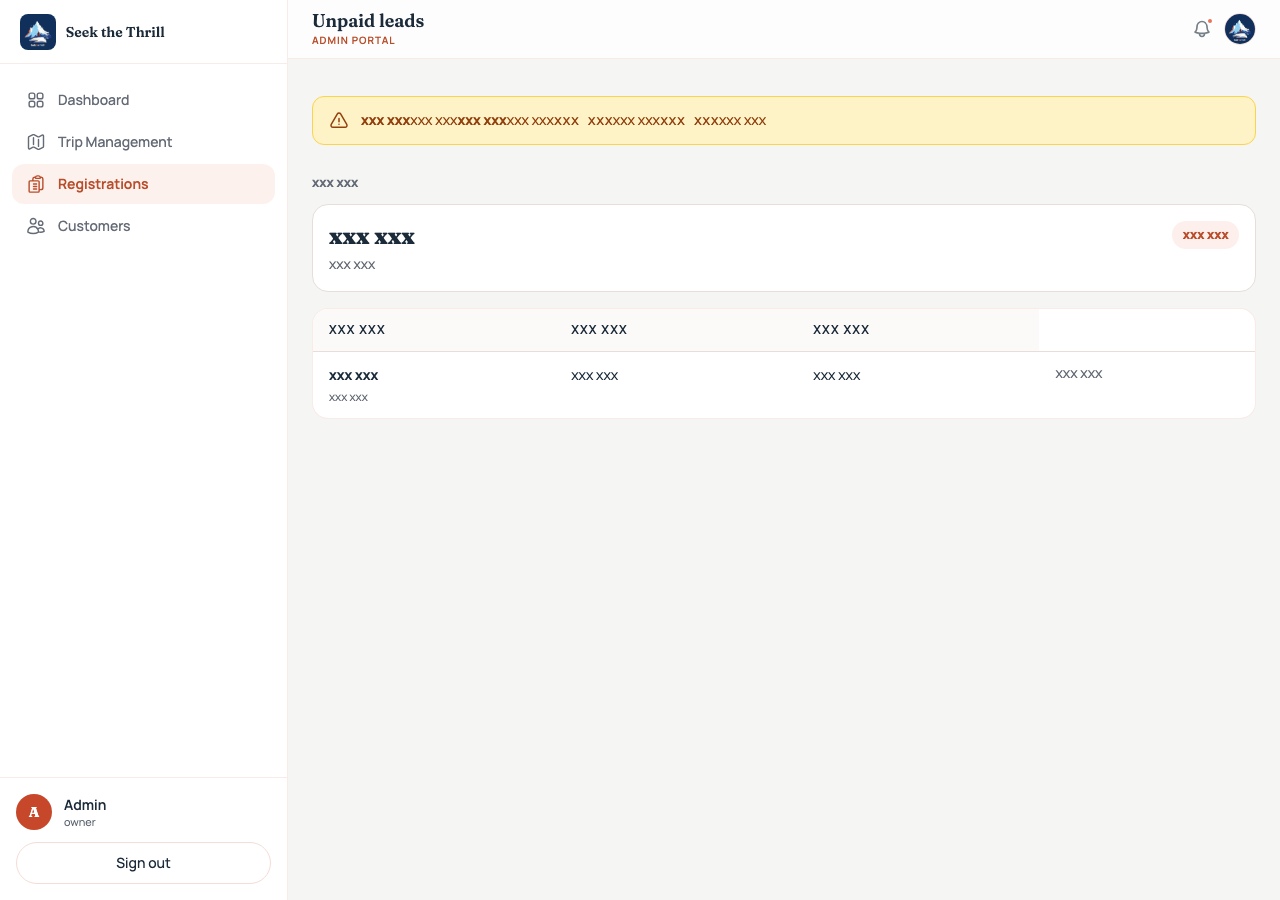 Seek the Thrill
Unpaid leads
ADMIN PORTAL
Dashboard
Trip Management
Registrations
Customers
xxx xxxxxx xxxxxx xxxxxx xxxxxx xxxxxx xxxxxx xxxxxx xxx
xxx xxx
xxx xxx
xxx xxx
xxx xxx
XXX XXX XXX XXX XXX XXX
xxx xxx xxx xxx xxx xxx xxx xxx
xxx xxx
A
Admin
owner
Sign out